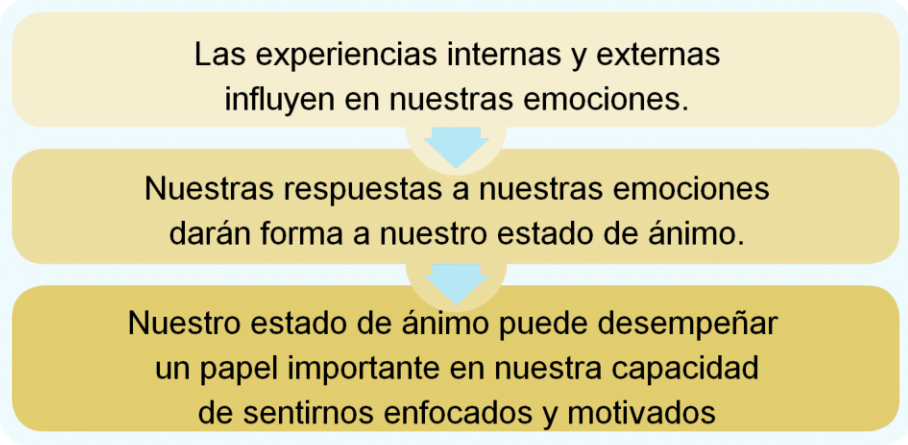 Las experiencias internas y externas
influyen en nuestras emociones.
Nuestras respuestas a nuestras emociones
darán forma a nuestro estado de ánimo.
Nuestro estado de ánimo puede desempeñar
un papel importante en nuestra capacidad
de sentirnos enfocados y motivados